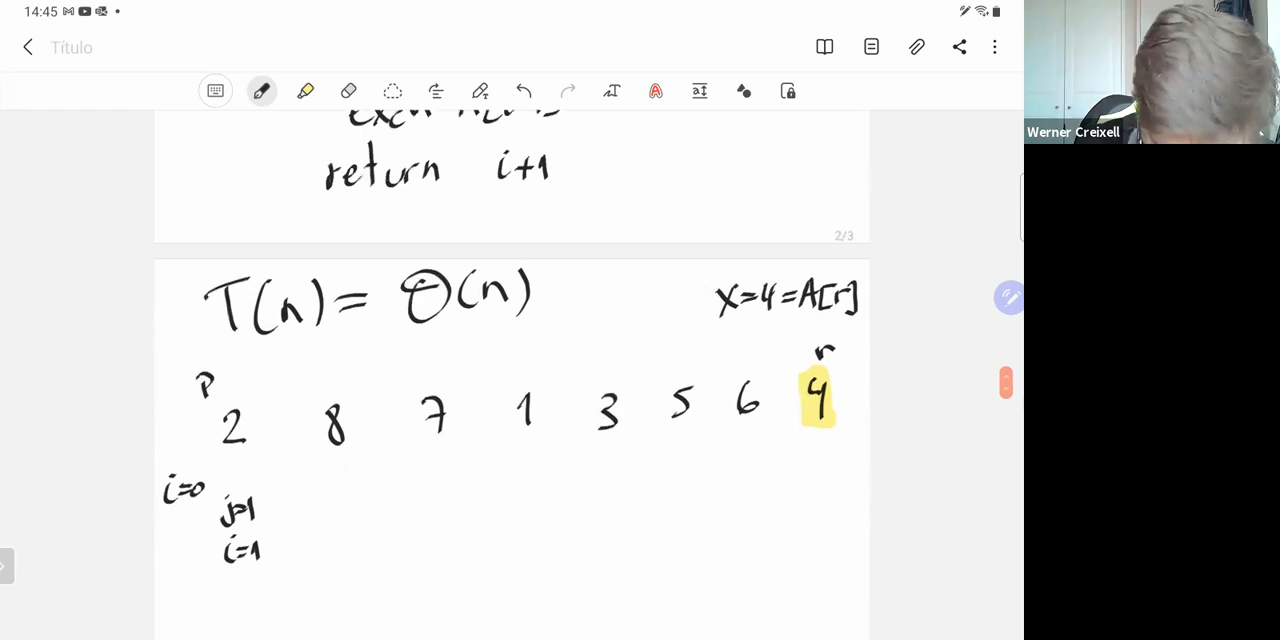 14:45
Título
Werner Creixell
return i+1
2/3
T(n) = Θ(n)
x=4=A[r]
p r
2 8 7 1 3 5 6 4
i=0
j=1
i=1